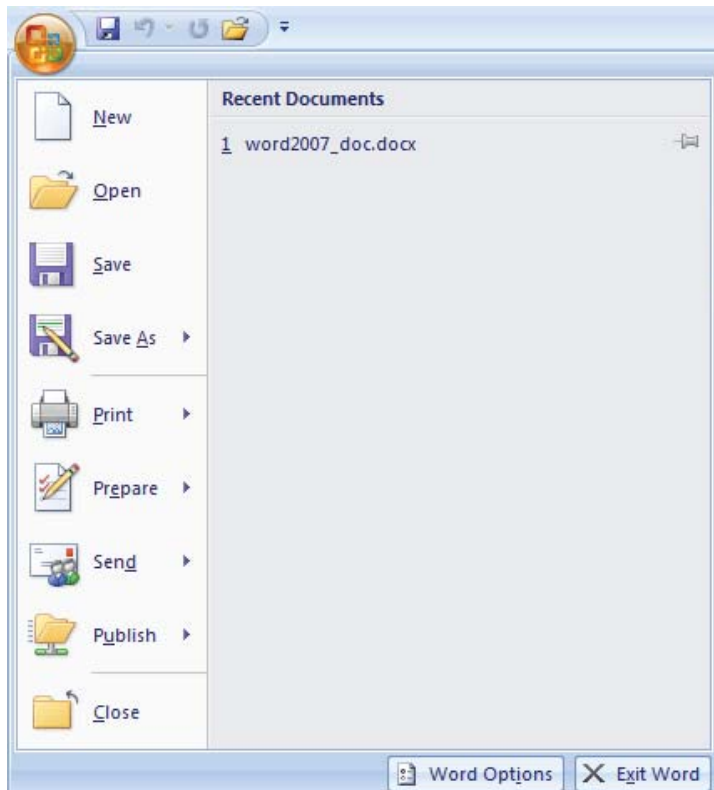 New
Open
Save
Save As
Print
Prepare
Send
Publish
Close
Recent Documents
1 word2007_doc.docx
Word Options
Exit Word